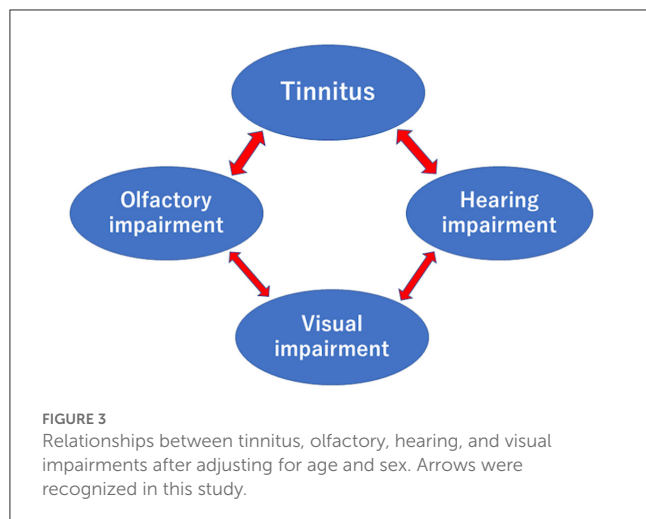 Tinnitus
Olfactory
impairment
Hearing
impairment
Visual
impairment
FIGURE 3
Relationships between tinnitus, olfactory, hearing, and visual
impairments after adjusting for age and sex. Arrows were
recognized in this study.